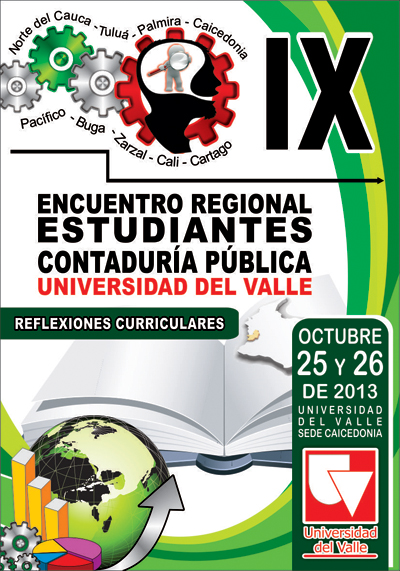 Norte del Cauca - Tuluá - Palmira - Caicedonia
Pacífico - Buga - Zarzal - Cali - Cartago
IX
ENCUENTRO REGIONAL
ESTUDIANTES
CONTADURÍA PÚBLICA
UNIVERSIDAD DEL VALLE
REFLEXIONES CURRICULARES
OCTUBRE
25 Y 26
DE 2013
UNIVERSIDAD
DEL VALLE
SEDE CAICEDONIA
Universidad
del Valle